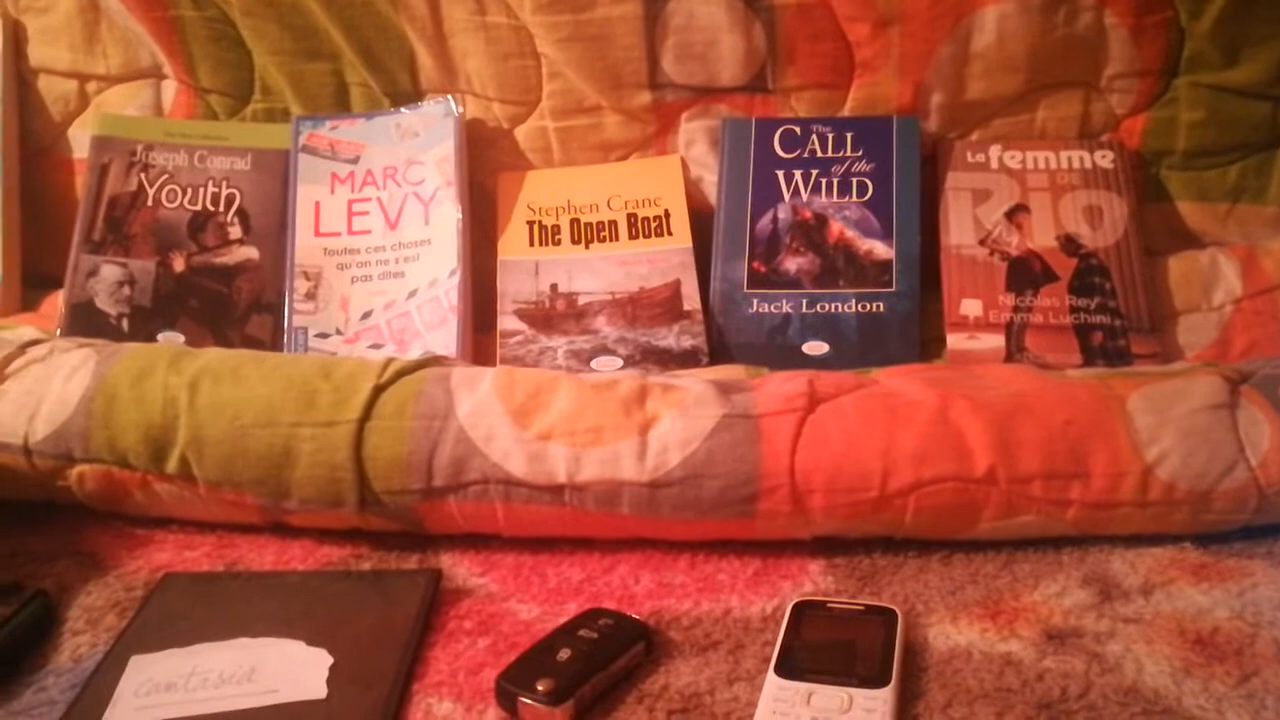 Joseph Conrad
Youth
MARC
LEVY
Toutes ces choses
qu'on ne s'est
pas dites
Stephen Crane
The Open Boat
The
CALL
of the
WILD
Jack London
La femme
DE
Rio
Nicolas Rey
Emma Luchini
cantasia